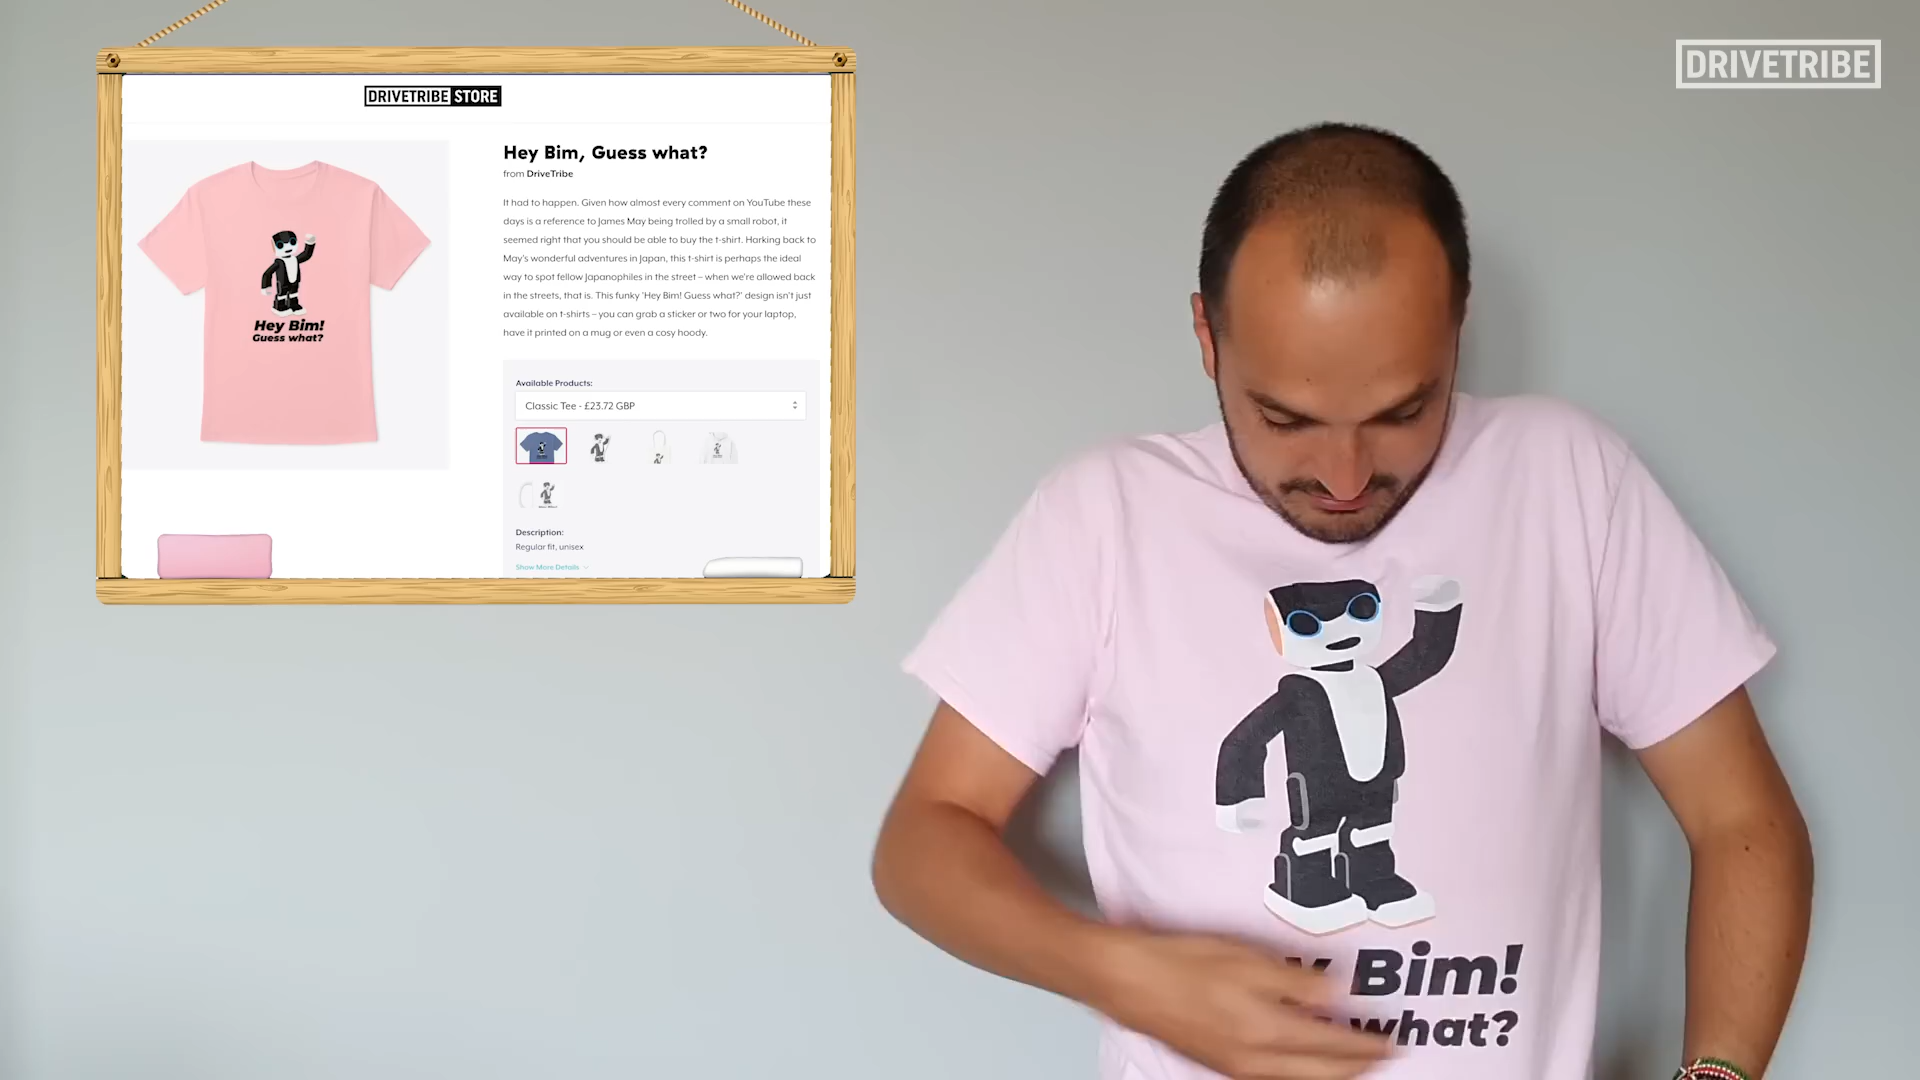 DRIVETRIBE STORE
Hey Bim, Guess what?
from DriveTribe
It had to happen. Given how almost every comment on YouTube these
days is a reference to James May being trolled by a small robot, it
seemed right that you should be able to buy the t-shirt. Harking back to
May's wonderful adventures in Japan, this t-shirt is perhaps the ideal
way to spot fellow Japanophiles in the street – when we're allowed back
in the streets, that is. This funky 'Hey Bim! Guess what?' design isn't just
available on t-shirts – you can grab a sticker or two for your laptop,
have it printed on a mug or even a cosy hoody.
Hey Bim!
Guess what?
Available Products:
Classic Tee - £23.72 GBP
Description:
Regular fit, unisex
Show More Details
DRIVETRIBE
Bim!
what?